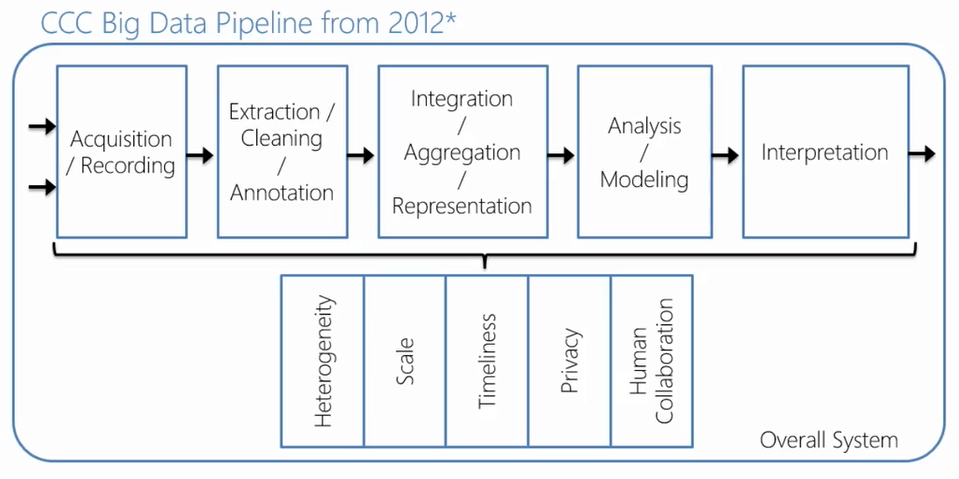 CCC Big Data Pipeline from 2012*
Acquisition
/ Recording
Extraction /
Cleaning
/
Annotation
Integration
/
Aggregation
/
Representation
Analysis
/
Modeling
Interpretation
Heterogeneity
Scale
Timeliness
Privacy
Human
Collaboration
Overall System